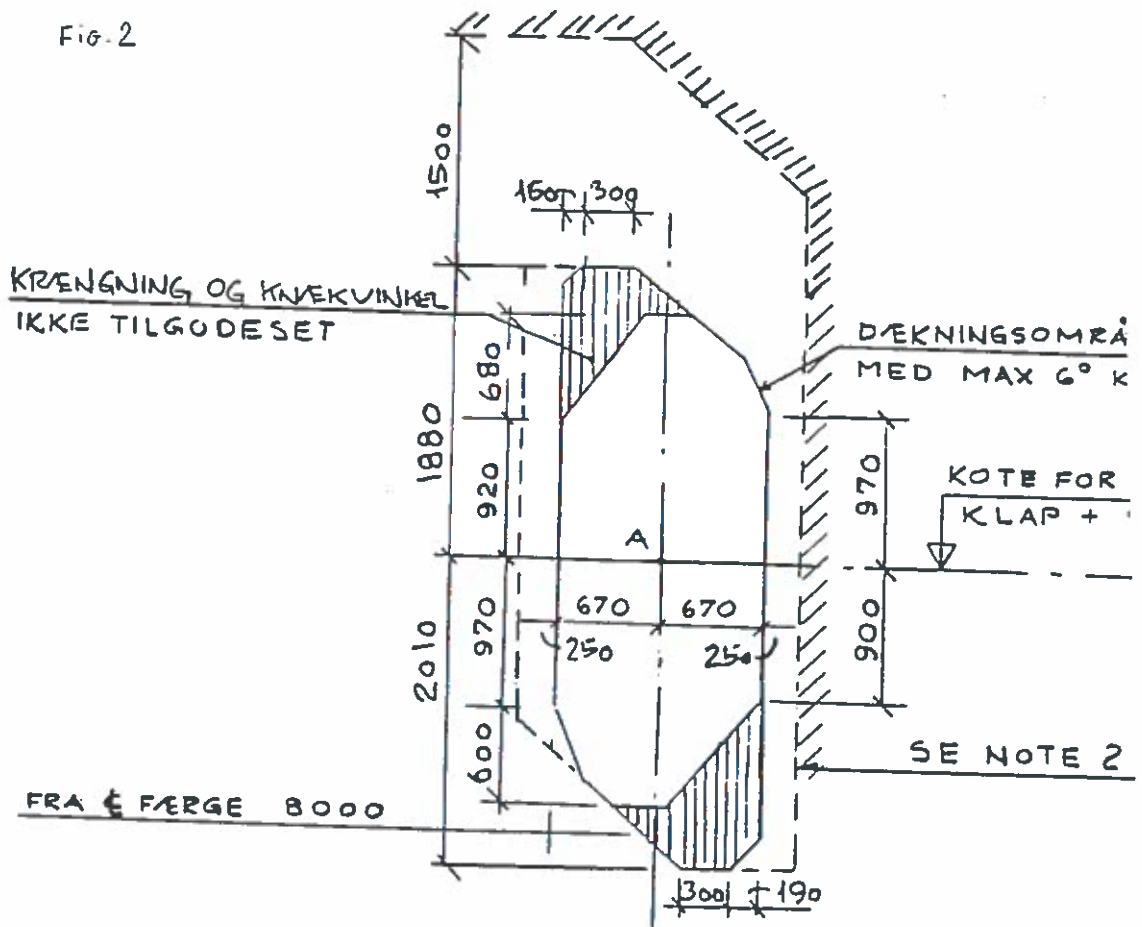 Fig. 2
1500
150 300
KRÆNGNING OG KNÆKVINKEL
IKKE TILGODESET
DÆKNINGSOMRÅ
MED MAX 6° K
680
1880
920
970
KOTE FOR
KLAP +
A
670 670
250 250
970
900
2010
600
SE NOTE 2
FRA ℄ FÆRGE 8000
300 190